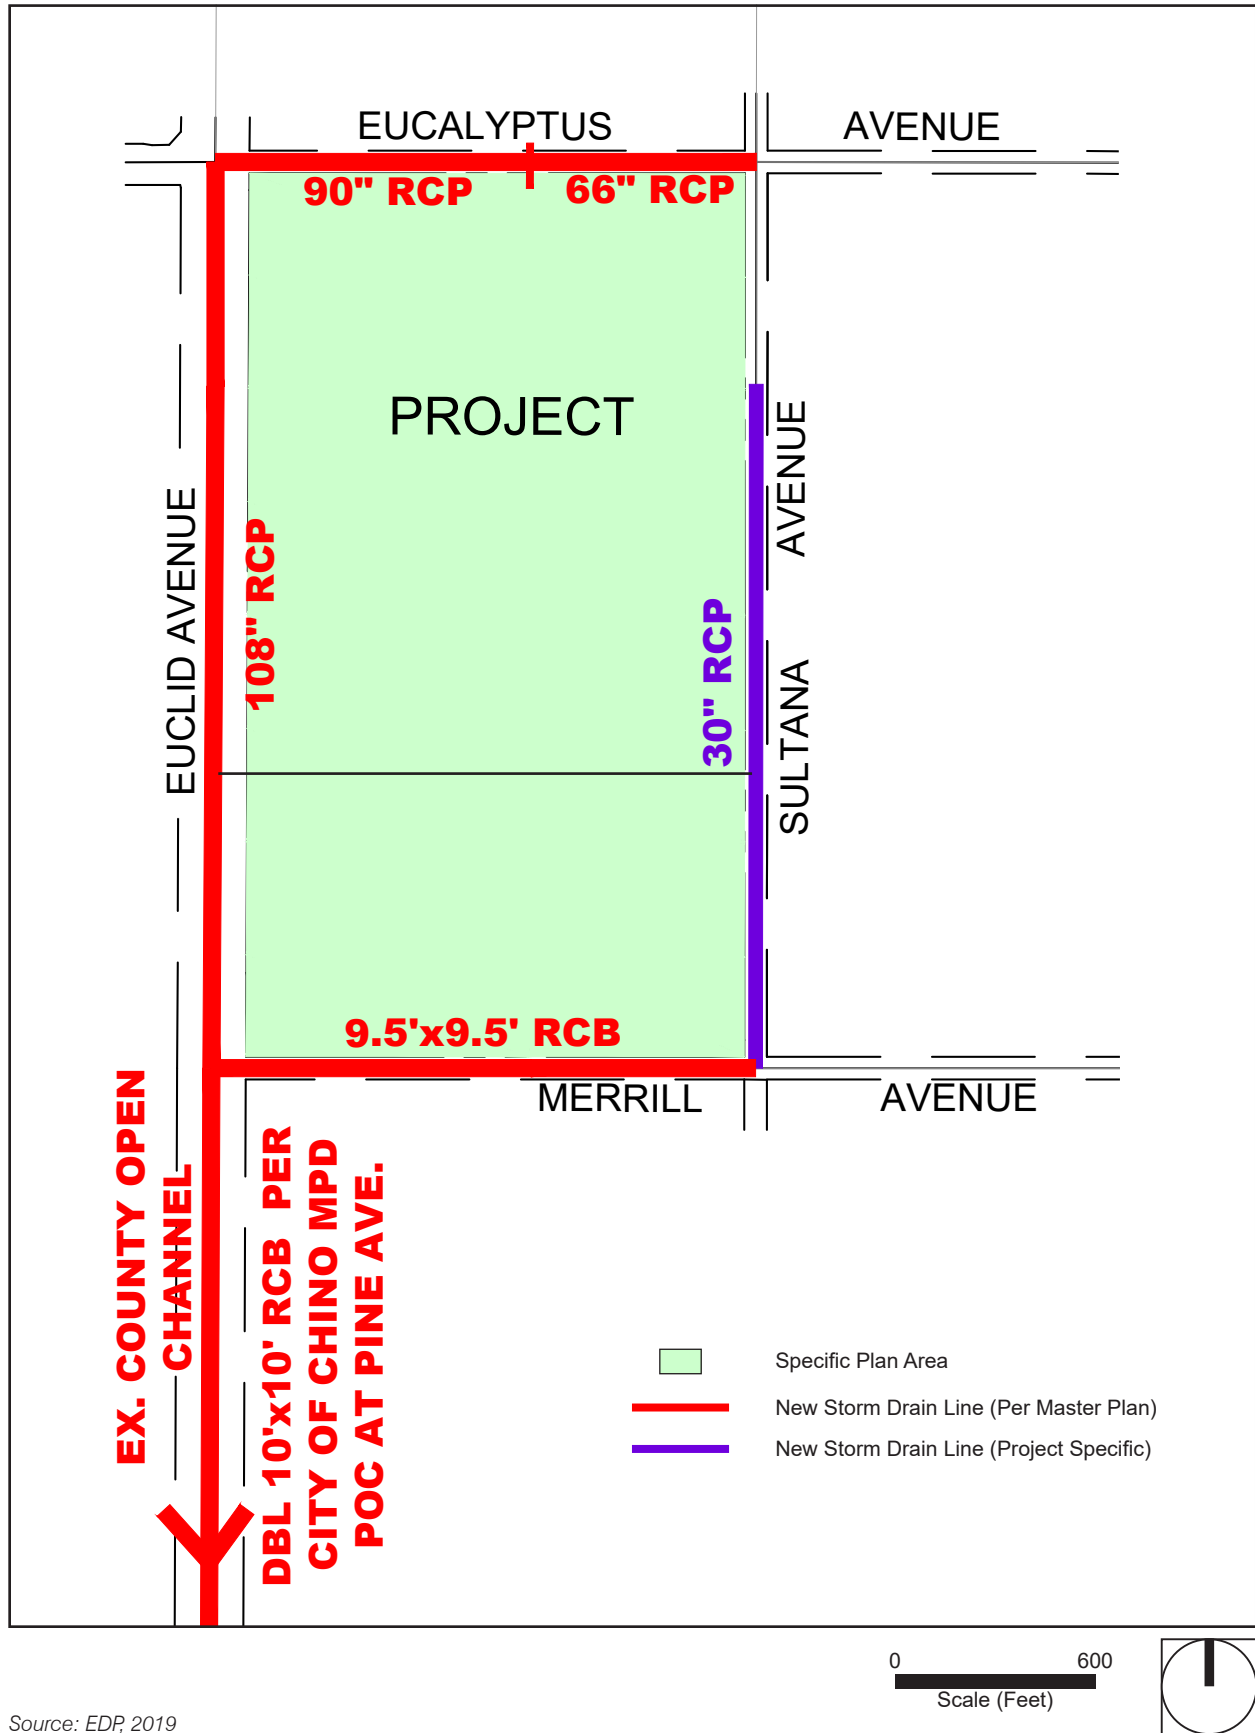 EUCALYPTUS AVENUE
90" RCP 66" RCP
PROJECT
EUCLID AVENUE
108" RCP
30" RCP
SULTANA AVENUE
9.5'x9.5' RCB
MERRILL AVENUE
EX. COUNTY OPEN
CHANNEL
DBL 10'x10' RCB PER
CITY OF CHINO MPD
POC AT PINE AVE.
Specific Plan Area
New Storm Drain Line (Per Master Plan)
New Storm Drain Line (Project Specific)
0 600
Scale (Feet)
Source: EDP, 2019